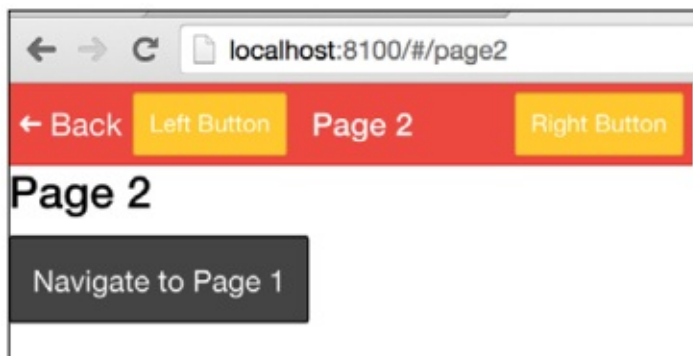 localhost:8100/#/page2
← Back Left Button Page 2 Right Button
Page 2
Navigate to Page 1